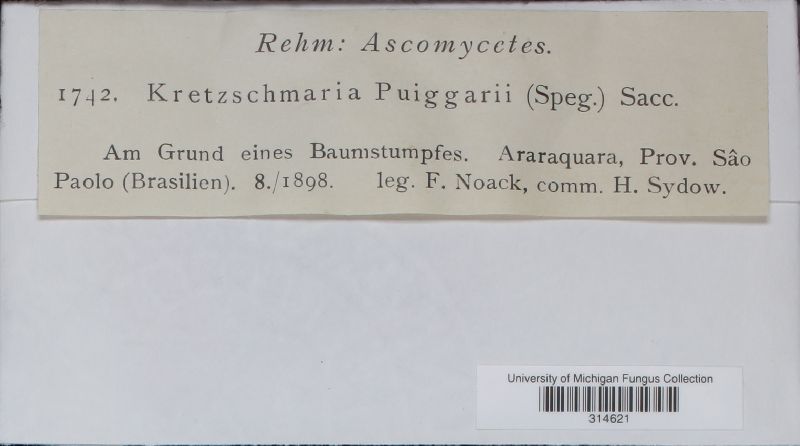 Rehm: Ascomycetes.
1742. Kretzschmaria Puiggarii (Speg.) Sacc.
Am Grund eines Baumstumpfes. Araraquara, Prov. Sâo
Paolo (Brasilien). 8./1898. leg. F. Noack, comm. H. Sydow.
University of Michigan Fungus Collection
314621